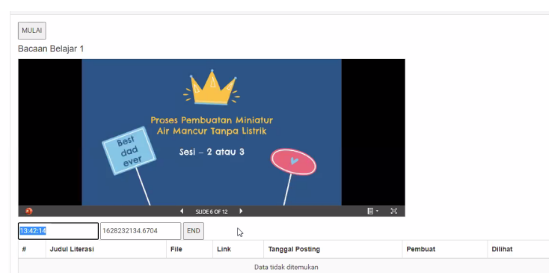 MULAI
Bacaan Belajar 1
Proses Pembuatan Miniatur
Air Mancur Tanpa Listrik
Sesi - 2 atau 3
Best
dad
ever
SLIDE 6 OF 12
13:42:14
1628232134.6704
END
# Judul Literasi File Link Tanggal Posting Pembuat Dilihat
Data tidak ditemukan